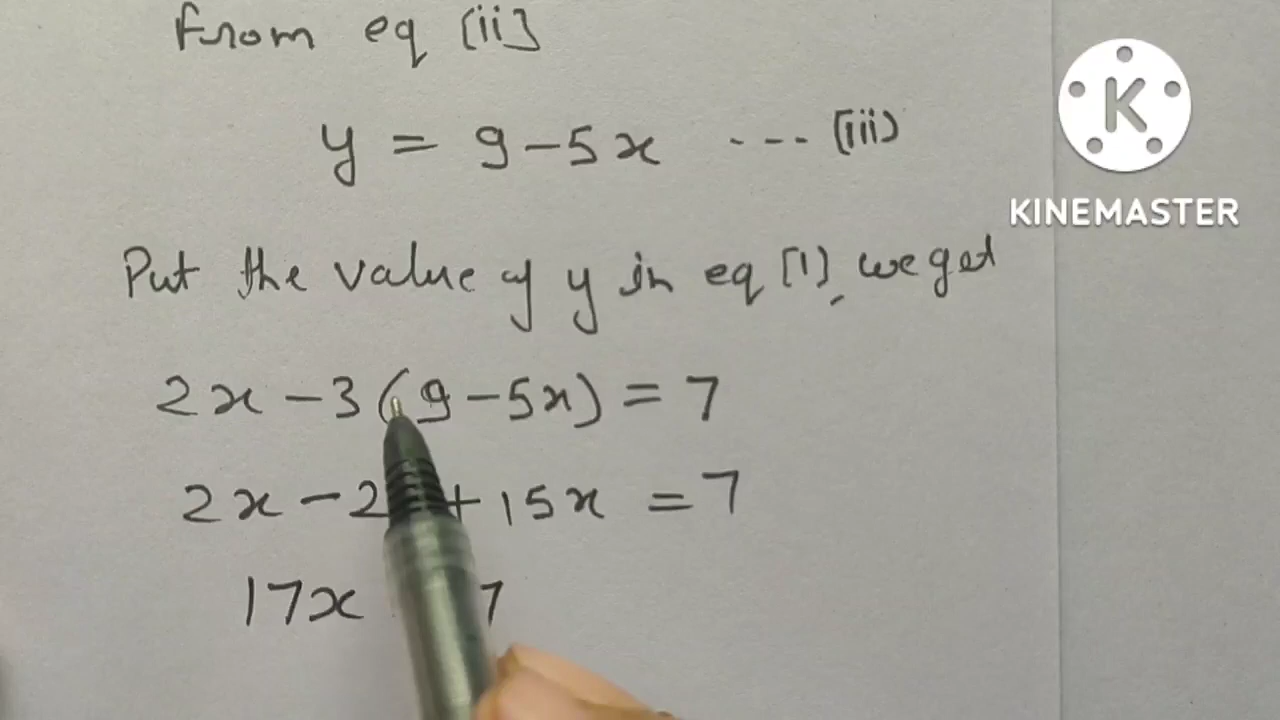 From eq [ii]
y = 9-5x --- (iii)
K
KINEMASTER
Put the value of y in eq [1], we get
2x - 3(9-5x) = 7
2x - 2 + 15x = 7
17x 7